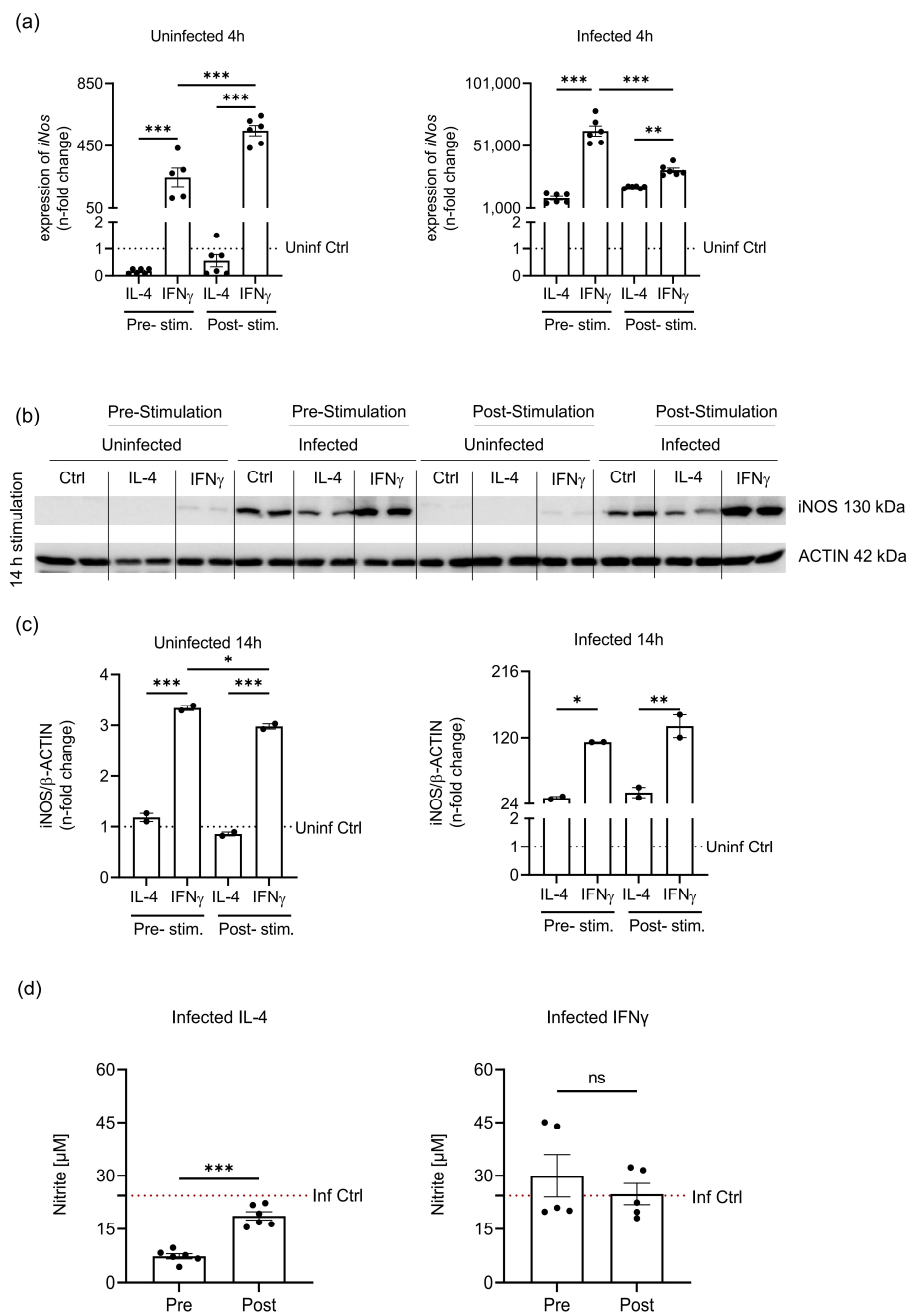 (a)
Uninfected 4h
expression of iNos
(n-fold change)
850
450
50
2
1
0
***
***
***
Uninf Ctrl
IL-4 IFNγ IL-4 IFNγ
Pre- stim. Post- stim.
Infected 4h
expression of iNos
(n-fold change)
101,000
51,000
1,000
2
1
0
*** ***
**
Uninf Ctrl
IL-4 IFNγ IL-4 IFNγ
Pre- stim. Post- stim.
(b)
Pre-Stimulation Pre-Stimulation Post-Stimulation Post-Stimulation
Uninfected Infected Uninfected Infected
Ctrl IL-4 IFNγ Ctrl IL-4 IFNγ Ctrl IL-4 IFNγ Ctrl IL-4 IFNγ
14 h stimulation
iNOS 130 kDa
ACTIN 42 kDa
(c)
Uninfected 14h
iNOS/β-ACTIN
(n-fold change)
4
3
2
1
0
*
*** ***
Uninf Ctrl
IL-4 IFNγ IL-4 IFNγ
Pre- stim. Post- stim.
Infected 14h
iNOS/β-ACTIN
(n-fold change)
216
120
24
2
1
0
* **
Uninf Ctrl
IL-4 IFNγ IL-4 IFNγ
Pre- stim. Post- stim.
(d)
Infected IL-4
Nitrite [µM]
60
45
30
15
0
***
Inf Ctrl
Pre Post
Infected IFNγ
Nitrite [µM]
60
45
30
15
0
ns
Inf Ctrl
Pre Post